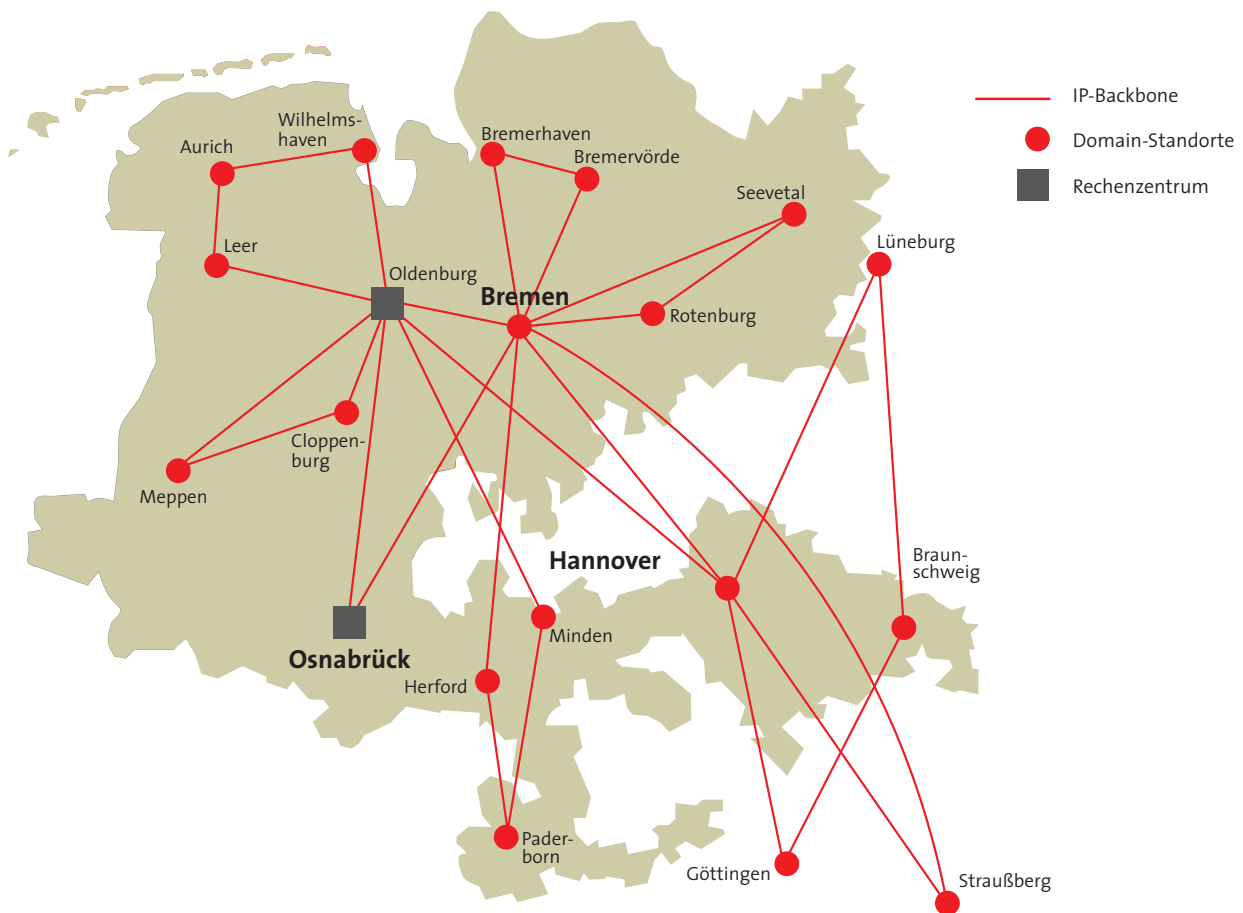 IP-Backbone
Domain-Standorte
Rechenzentrum
Wilhelms-
haven
Aurich
Bremerhaven
Bremervörde
Seevetal
Lüneburg
Leer
Oldenburg
Bremen
Rotenburg
Cloppen-
burg
Meppen
Hannover
Braun-
schweig
Minden
Osnabrück
Herford
Pader-
born
Göttingen
Straußberg